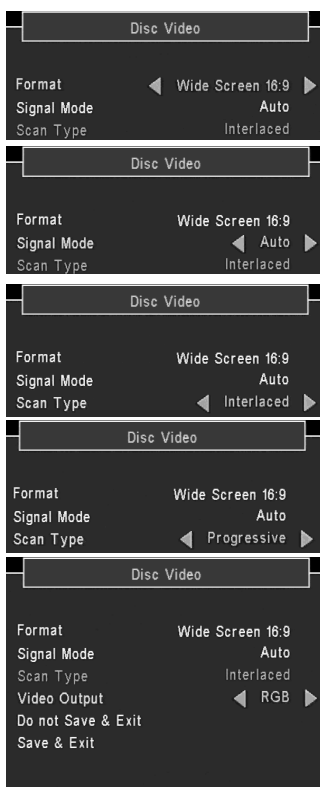 Disc Video
Format Wide Screen 16:9
Signal Mode Auto
Scan Type Interlaced
Disc Video
Format Wide Screen 16:9
Signal Mode Auto
Scan Type Interlaced
Disc Video
Format Wide Screen 16:9
Signal Mode Auto
Scan Type Interlaced
Disc Video
Format Wide Screen 16:9
Signal Mode Auto
Scan Type Progressive
Disc Video
Format Wide Screen 16:9
Signal Mode Auto
Scan Type Interlaced
Video Output RGB
Do not Save & Exit
Save & Exit